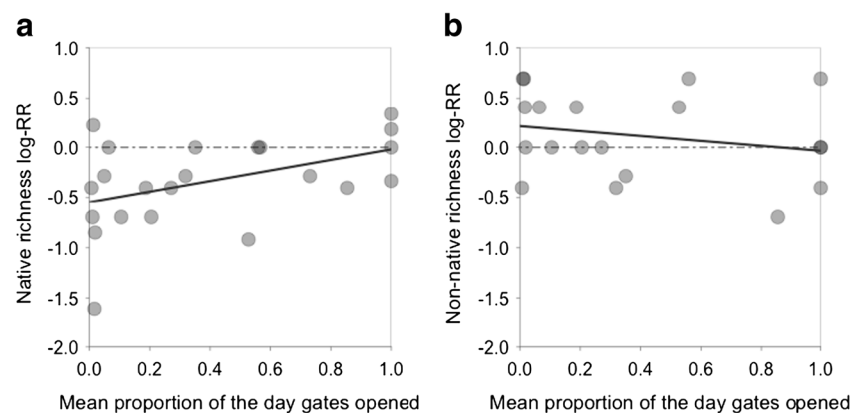 a
b
1.0
0.5
0.0
-0.5
-1.0
-1.5
-2.0
Native richness log-RR
0.0 0.2 0.4 0.6 0.8 1.0
Mean proportion of the day gates opened
1.0
0.5
0.0
-0.5
-1.0
-1.5
-2.0
Non-native richness log-RR
0.0 0.2 0.4 0.6 0.8 1.0
Mean proportion of the day gates opened